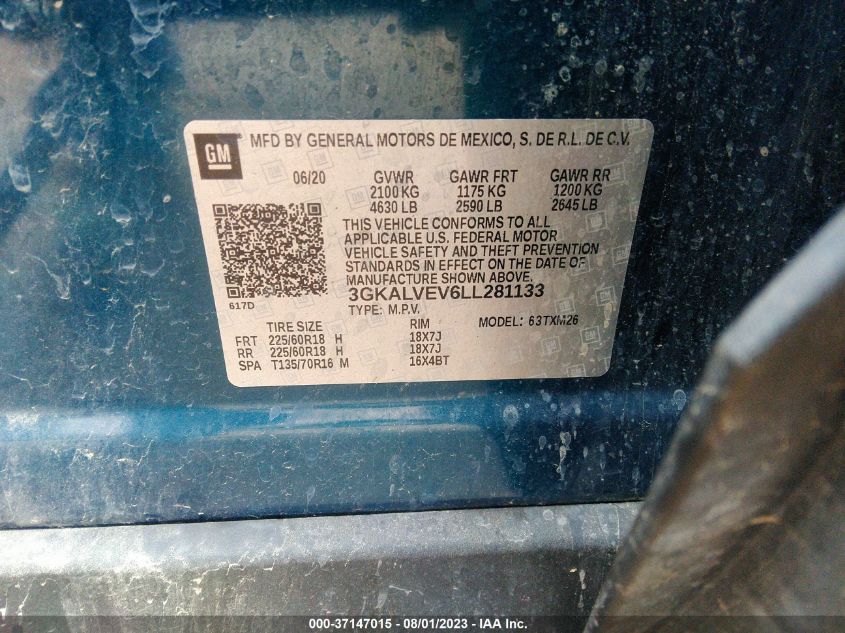 GM
MFD BY GENERAL MOTORS DE MEXICO, S. DE R.L. DE C.V.
06/20 GVWR GAWR FRT GAWR RR
2100 KG 1175 KG 1200 KG
4630 LB 2590 LB 2645 LB
THIS VEHICLE CONFORMS TO ALL
APPLICABLE U.S. FEDERAL MOTOR
VEHICLE SAFETY AND THEFT PREVENTION
STANDARDS IN EFFECT ON THE DATE OF
MANUFACTURE SHOWN ABOVE.
617D 3GKALVEV6LL281133
TYPE: M.P.V.
TIRE SIZE RIM MODEL: 63TXM26
FRT 225/60R18 H 18X7J
RR 225/60R18 H 18X7J
SPA T135/70R16 M 16X4BT
000-37147015 - 08/01/2023 - IAA Inc.